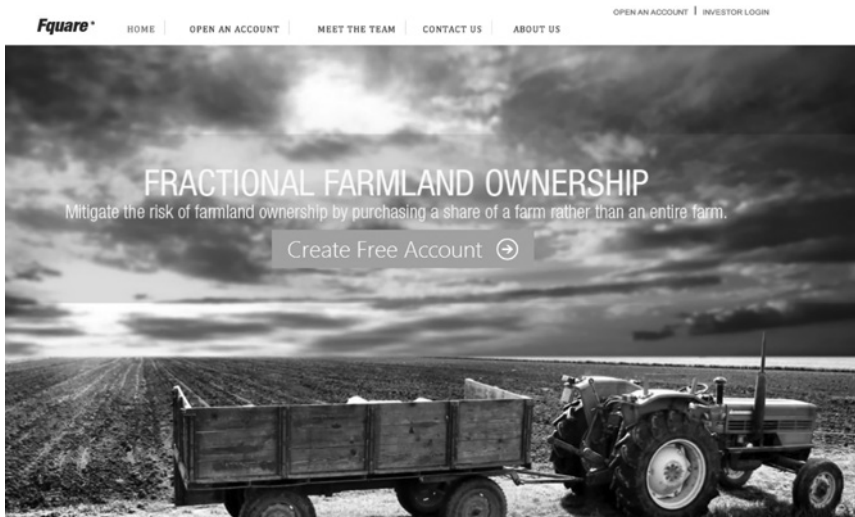 OPEN AN ACCOUNT | INVESTOR LOGIN
Fquare
HOME OPEN AN ACCOUNT MEET THE TEAM CONTACT US ABOUT US
FRACTIONAL FARMLAND OWNERSHIP
Mitigate the risk of farmland ownership by purchasing a share of a farm rather than an entire farm.
Create Free Account